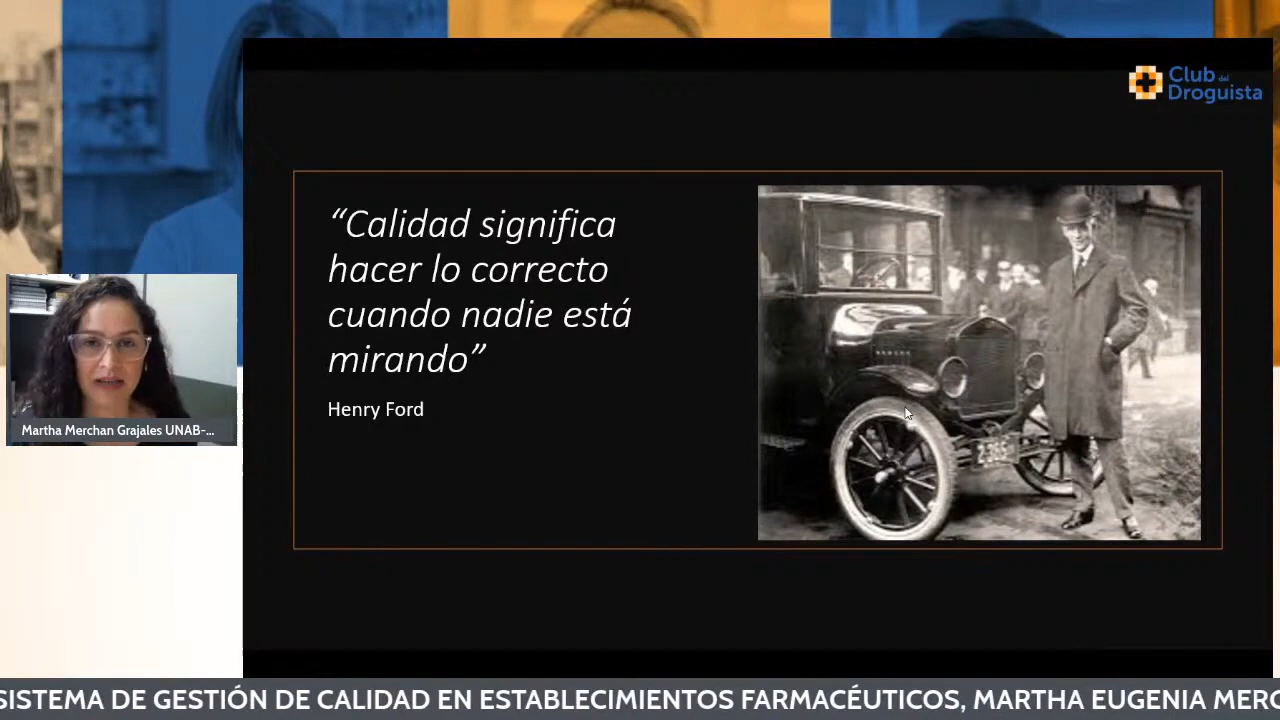 Club del
Droguista
“Calidad significa
hacer lo correcto
cuando nadie está
mirando”
Henry Ford
Martha Merchan Grajales UNAB-...
SISTEMA DE GESTIÓN DE CALIDAD EN ESTABLECIMIENTOS FARMACÉUTICOS, MARTHA EUGENIA MERC